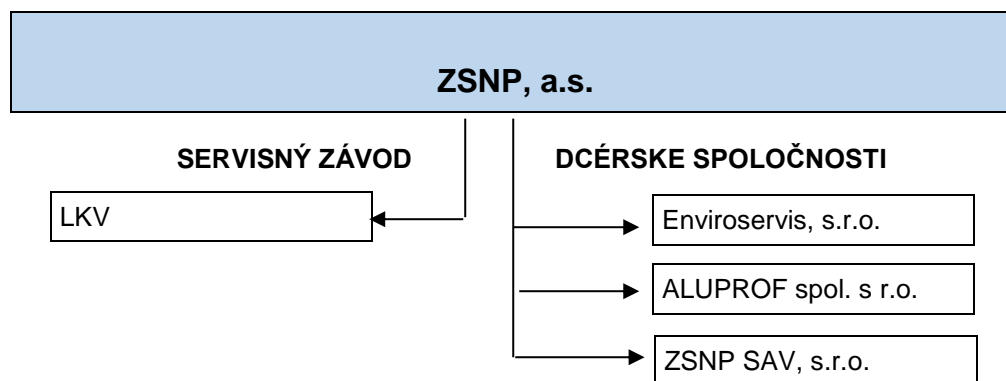 ZSNP, a.s.
SERVISNÝ ZÁVOD
DCÉRSKE SPOLOČNOSTI
LKV
Enviroservis, s.r.o.
ALUPROF spol. s r.o.
ZSNP SAV, s.r.o.